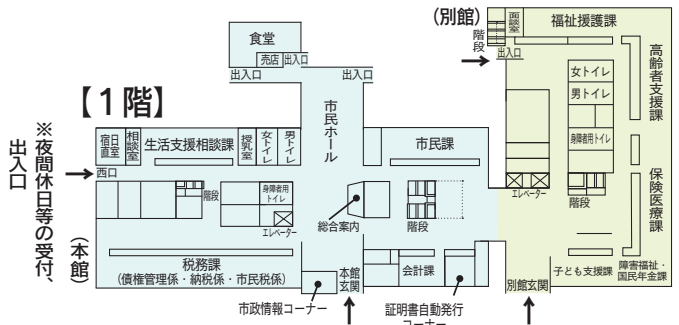 【1階】
※夜間休日等の受付、
出入口
(本館)
西口
食堂
売店
出入口
出入口
出入口
市民ホール
宿日直室
相談室
生活支援相談課
授乳室
女トイレ
男トイレ
市民課
階段
身障者用
トイレ
エレベーター
総合案内
階段
税務課
(債権管理係・納税係・市民税係)
市政情報コーナー
本館
玄関
会計課
証明書自動発行
コーナー
(別館)
階段
面談室
出入口
福祉援護課
高齢者支援課
女トイレ
男トイレ
身障者用トイレ
エレベーター
階段
保険医療課
子ども支援課
障害福祉・
国民年金課
別館玄関